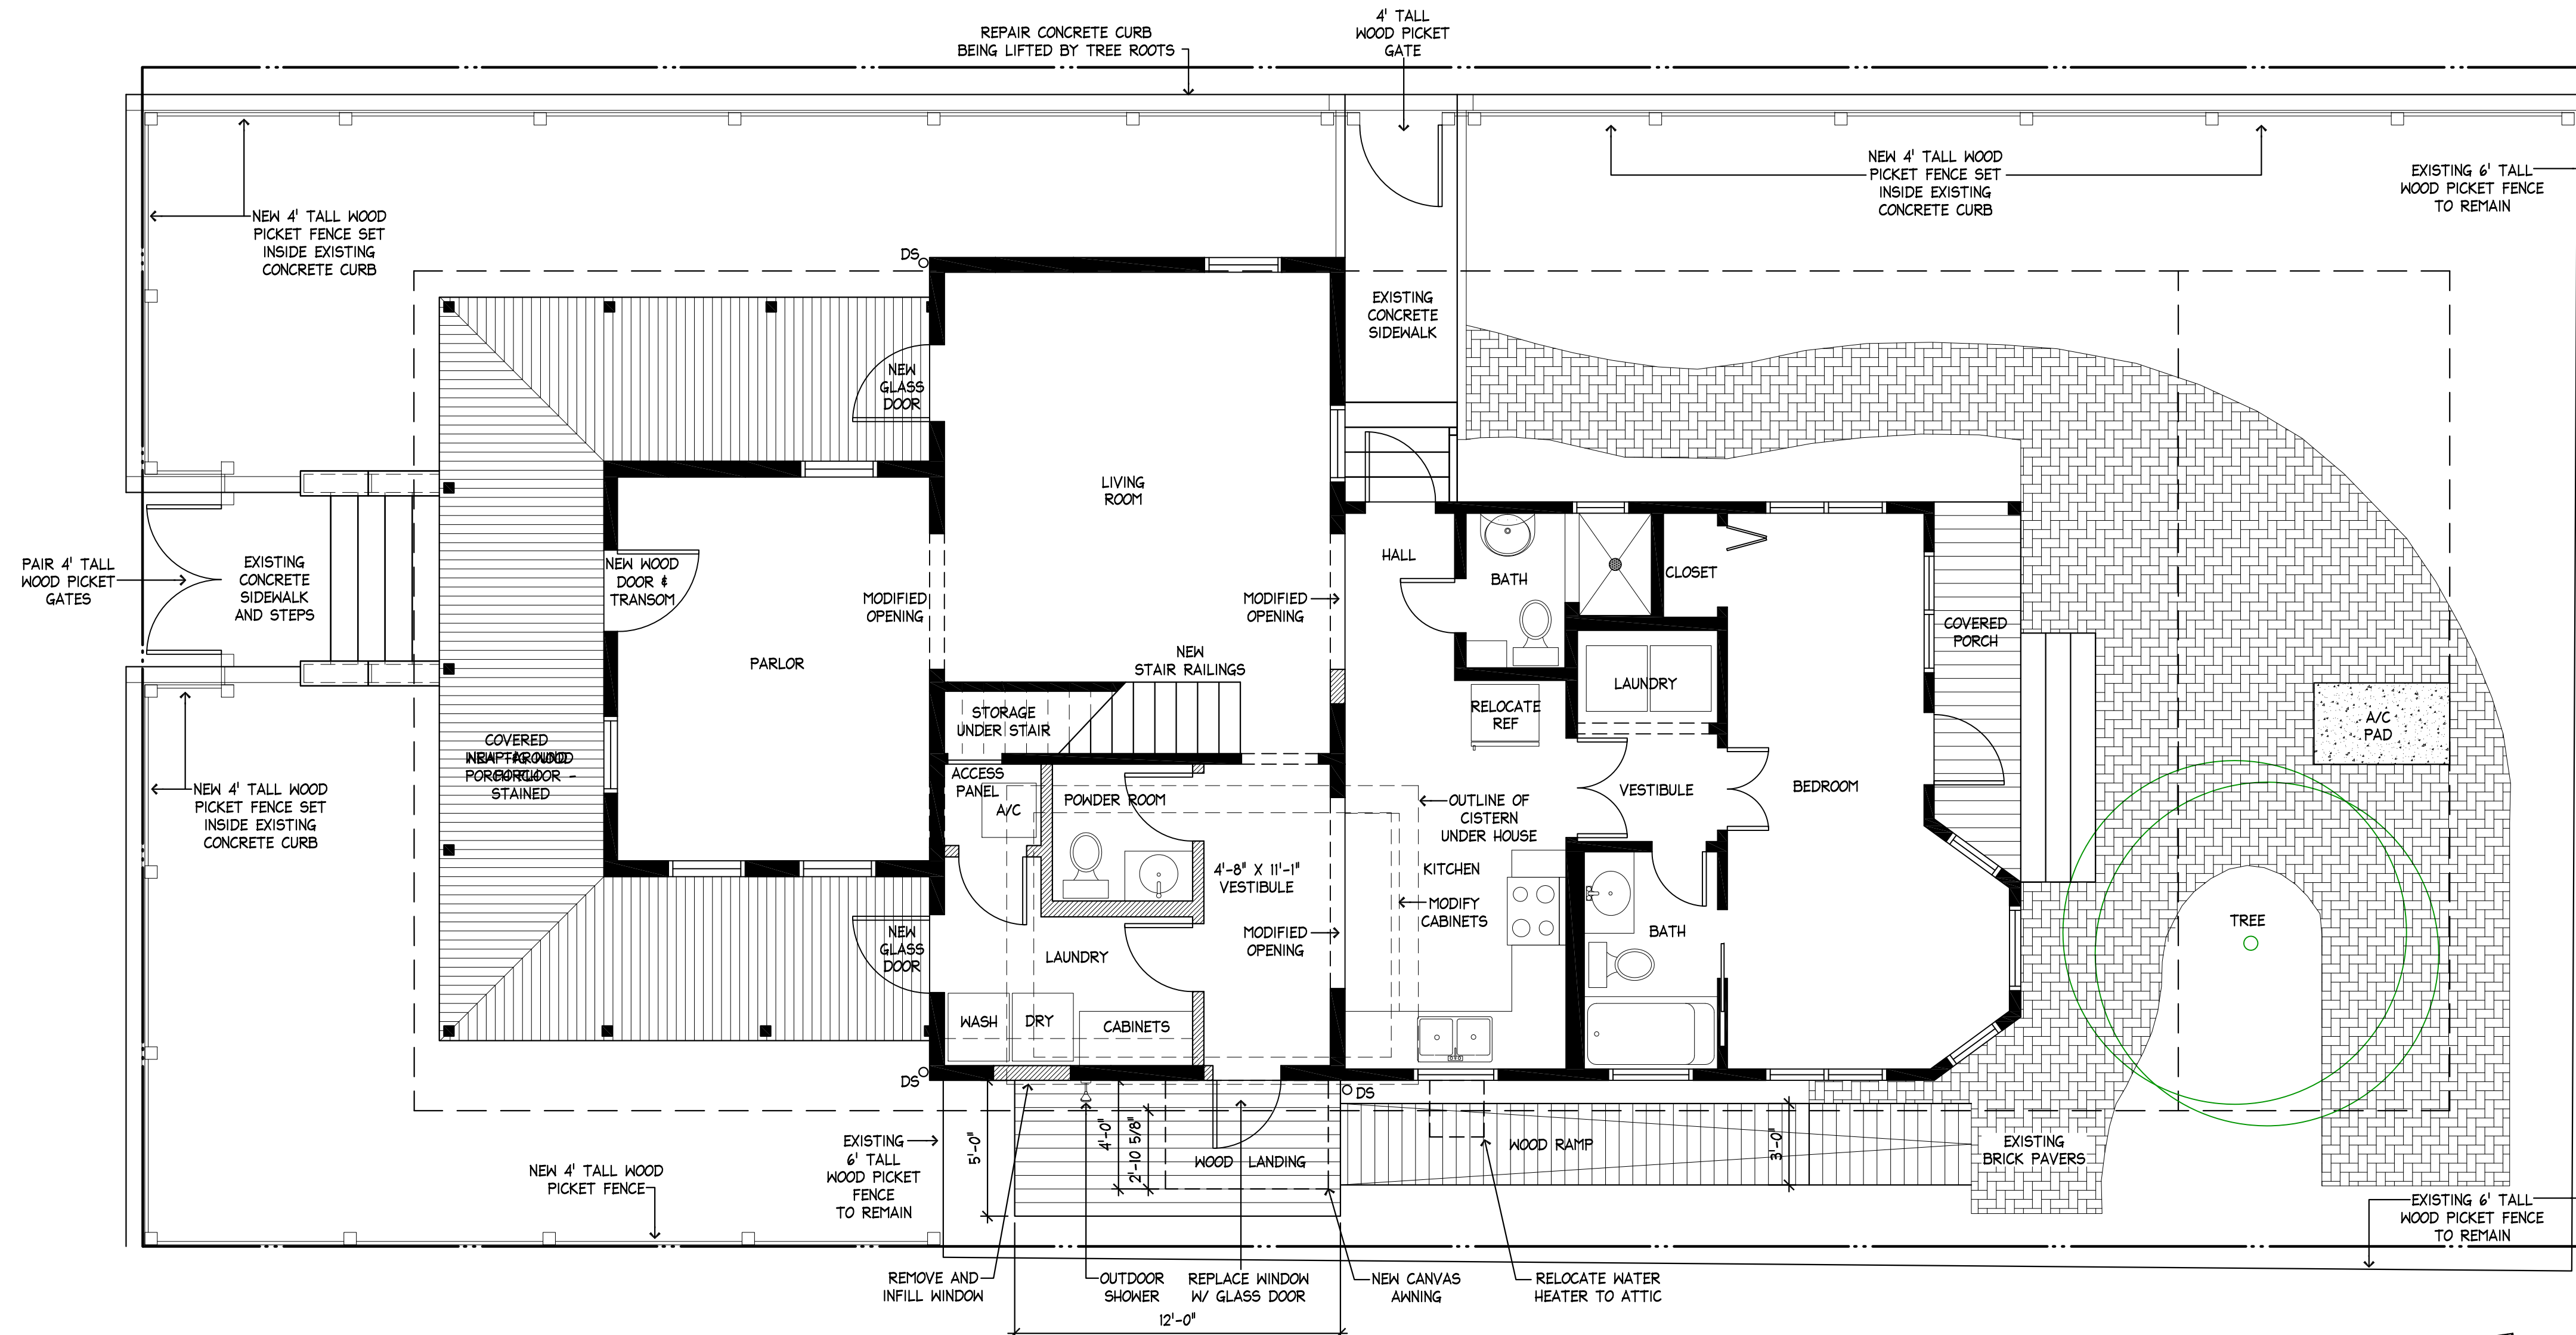 REPAIR CONCRETE CURB
BEING LIFTED BY TREE ROOTS
4' TALL
WOOD PICKET
GATE
NEW 4' TALL WOOD
PICKET FENCE SET
INSIDE EXISTING
CONCRETE CURB
EXISTING 6' TALL
WOOD PICKET FENCE
TO REMAIN
NEW 4' TALL WOOD
PICKET FENCE SET
INSIDE EXISTING
CONCRETE CURB
DS
EXISTING
CONCRETE
SIDEWALK
NEW
GLASS
DOOR
LIVING
ROOM
PAIR 4' TALL
WOOD PICKET
GATES
EXISTING
CONCRETE
SIDEWALK
AND STEPS
NEW WOOD
DOOR &
TRANSOM
MODIFIED
OPENING
MODIFIED
OPENING
HALL
BATH
CLOSET
COVERED
PORCH
PARLOR
NEW
STAIR RAILINGS
LAUNDRY
RELOCATE
REF
STORAGE
UNDER STAIR
A/C
PAD
COVERED
STAINED
NEW 4' TALL WOOD
PICKET FENCE SET
INSIDE EXISTING
CONCRETE CURB
ACCESS
PANEL
A/C
POWDER ROOM
OUTLINE OF
CISTERN
UNDER HOUSE
VESTIBULE
BEDROOM
4'-8" X 11'-1"
VESTIBULE
KITCHEN
MODIFY
CABINETS
BATH
TREE
NEW
GLASS
DOOR
LAUNDRY
MODIFIED
OPENING
WASH
DRY
CABINETS
DS
DS
EXISTING
6' TALL
WOOD PICKET
FENCE
TO REMAIN
5'-0"
4'-0"
2'-10 5/8"
WOOD LANDING
WOOD RAMP
3'-0"
EXISTING
BRICK PAVERS
NEW 4' TALL WOOD
PICKET FENCE
EXISTING 6' TALL
WOOD PICKET FENCE
TO REMAIN
REMOVE AND
INFILL WINDOW
OUTDOOR
SHOWER
REPLACE WINDOW
W/ GLASS DOOR
NEW CANVAS
AWNING
RELOCATE WATER
HEATER TO ATTIC
12'-0"